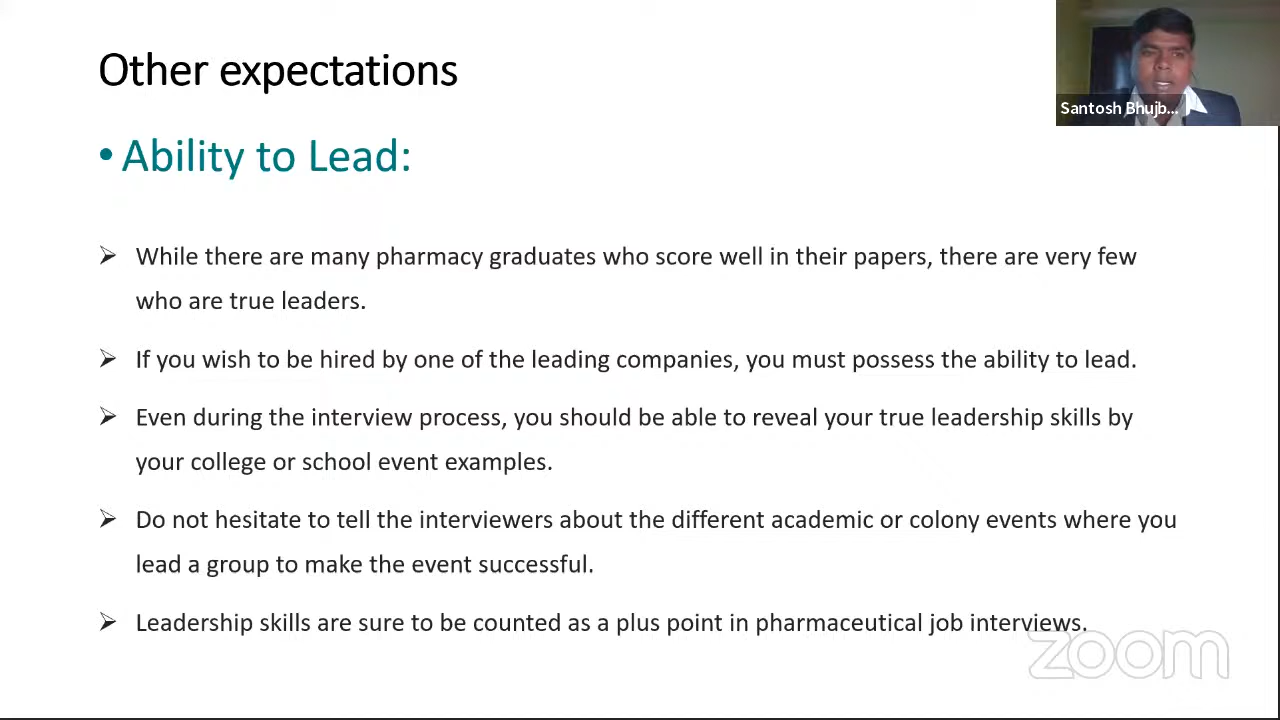 Other expectations
Santosh Bhujb...
• Ability to Lead:
➢ While there are many pharmacy graduates who score well in their papers, there are very few
who are true leaders.
➢ If you wish to be hired by one of the leading companies, you must possess the ability to lead.
➢ Even during the interview process, you should be able to reveal your true leadership skills by
your college or school event examples.
➢ Do not hesitate to tell the interviewers about the different academic or colony events where you
lead a group to make the event successful.
➢ Leadership skills are sure to be counted as a plus point in pharmaceutical job interviews.
zoom